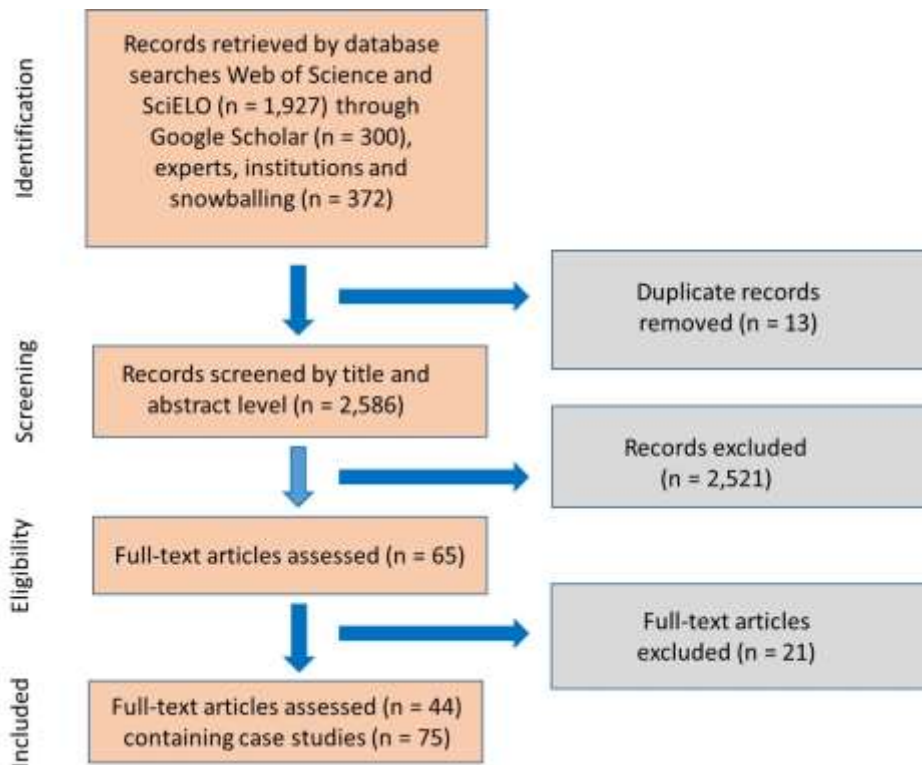 Identification
Records retrieved by database
searches Web of Science and
SciELO (n = 1,927) through
Google Scholar (n = 300),
experts, institutions and
snowballing (n = 372)
Duplicate records
removed (n = 13)
Screening
Records screened by title and
abstract level (n = 2,586)
Records excluded
(n = 2,521)
Eligibility
Full-text articles assessed (n = 65)
Full-text articles
excluded (n = 21)
Included
Full-text articles assessed (n = 44)
containing case studies (n = 75)